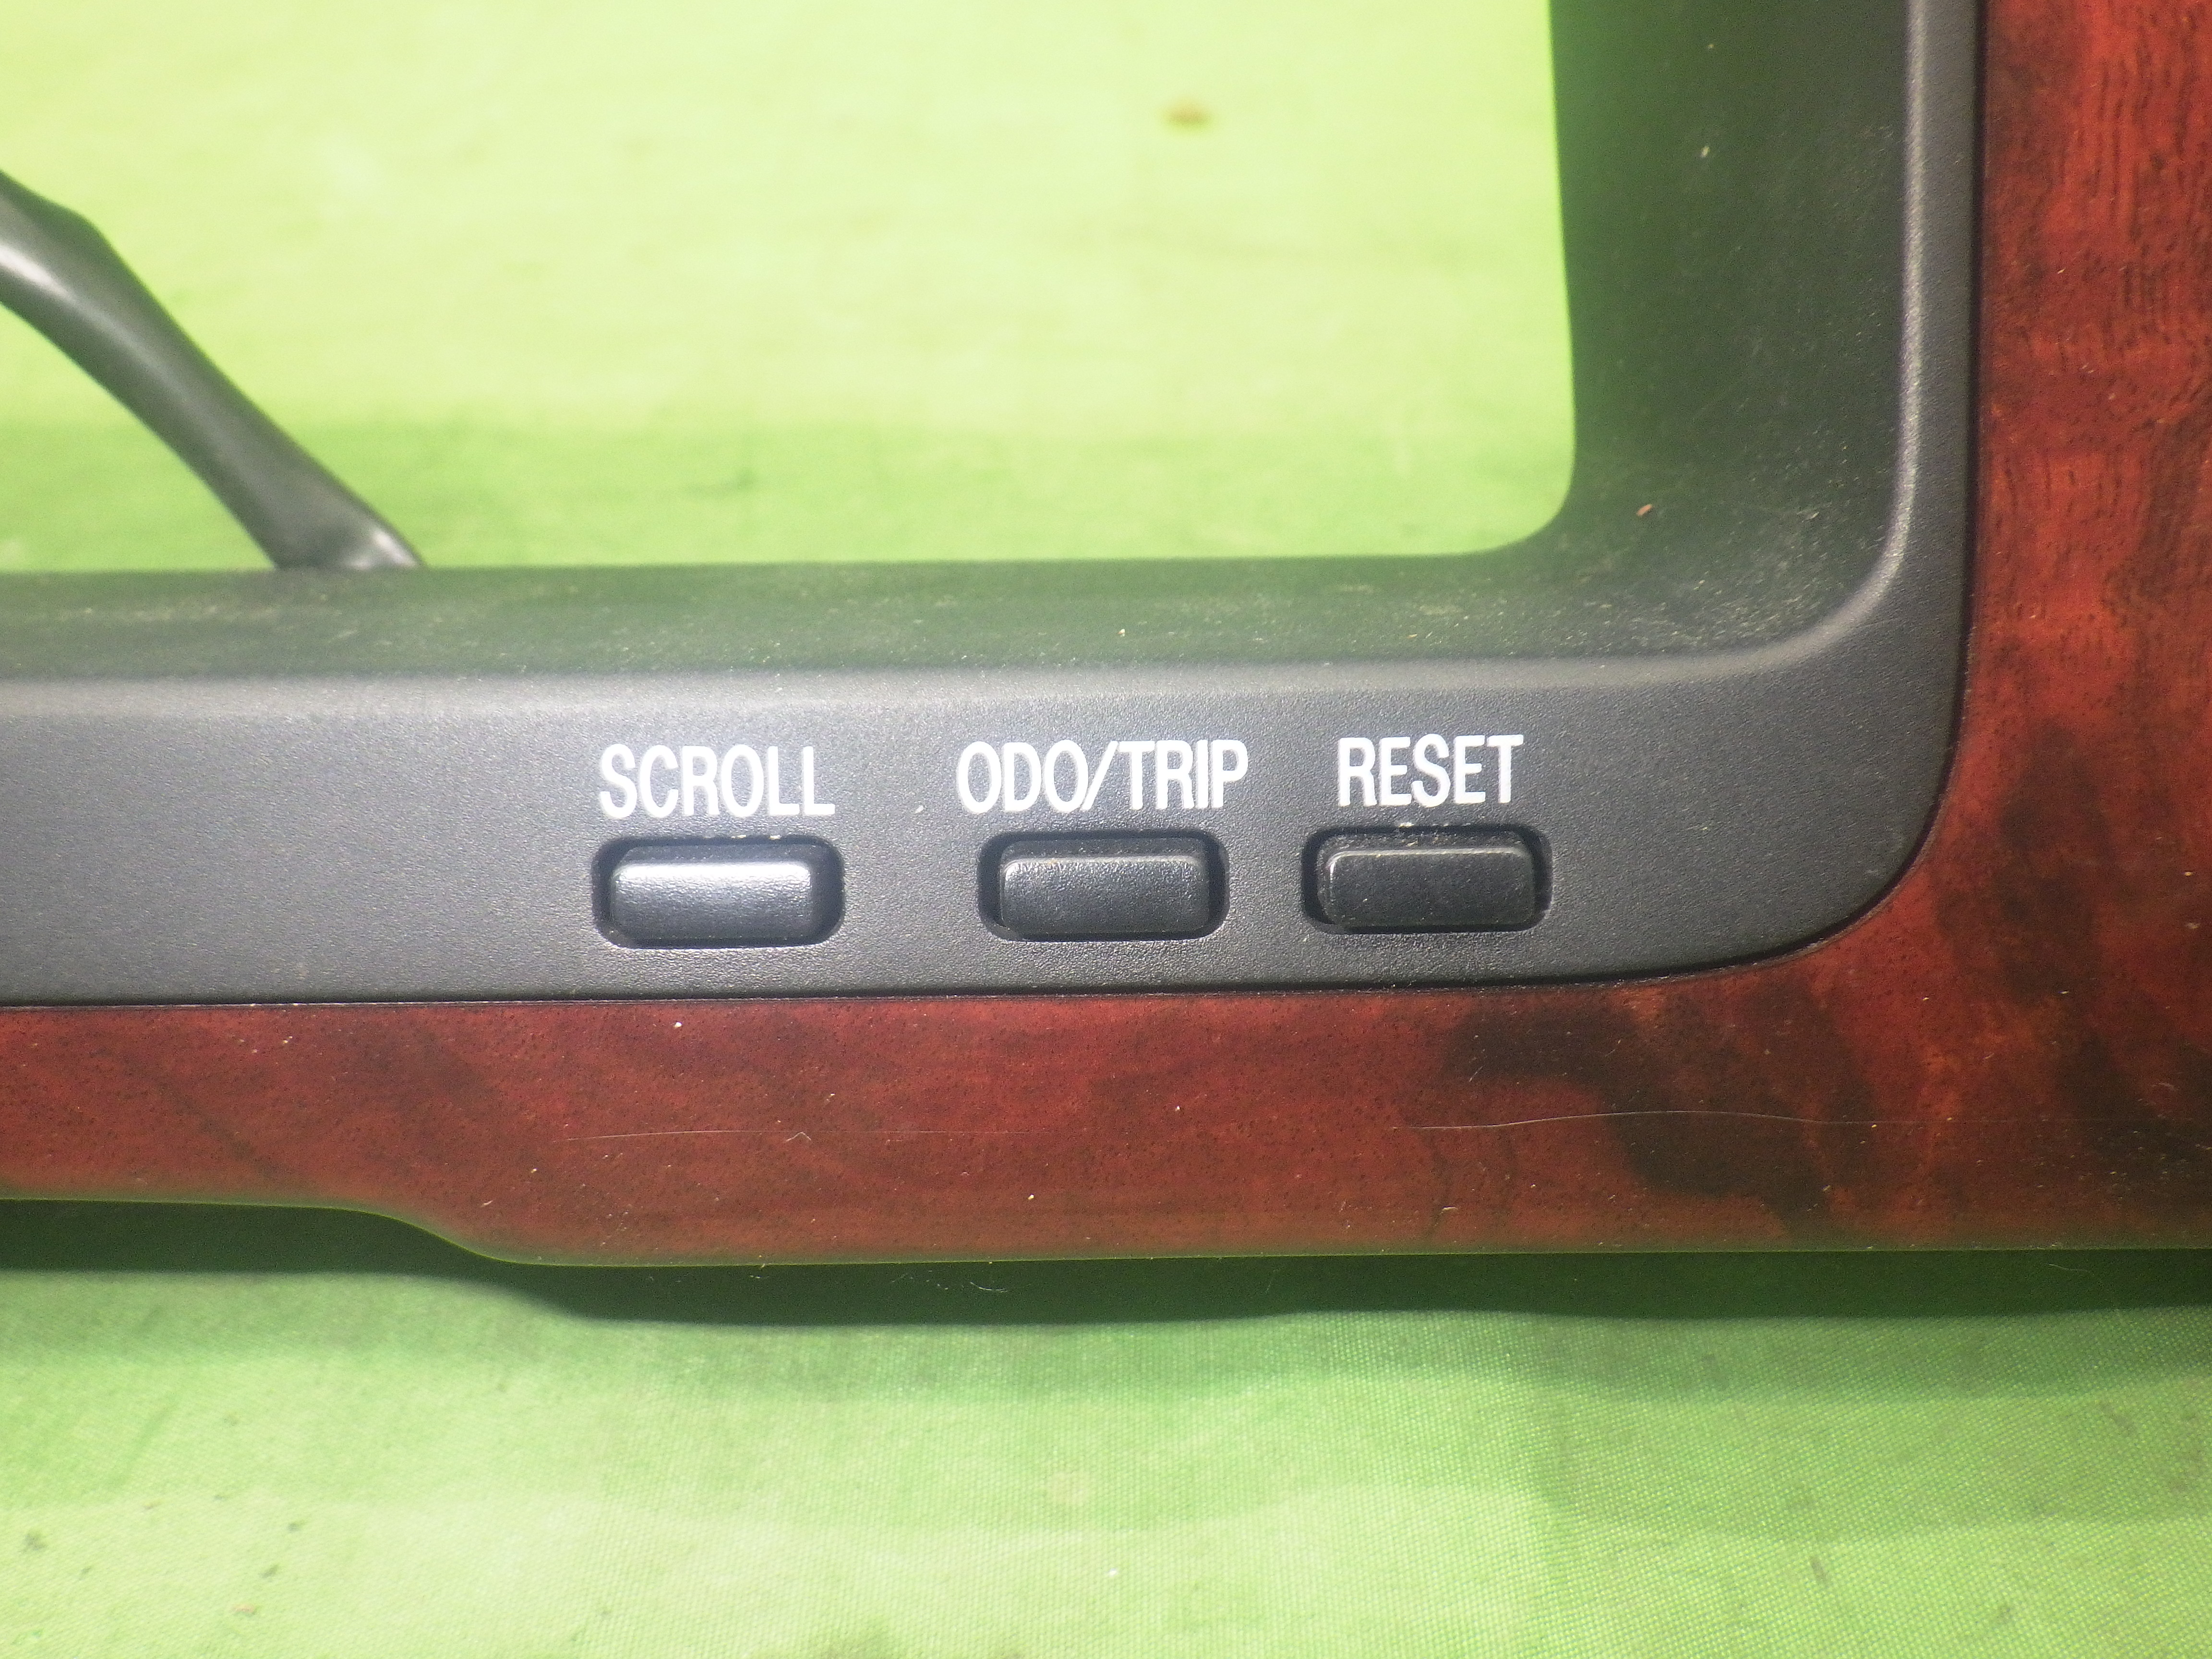 SCROLL ODO/TRIP RESET